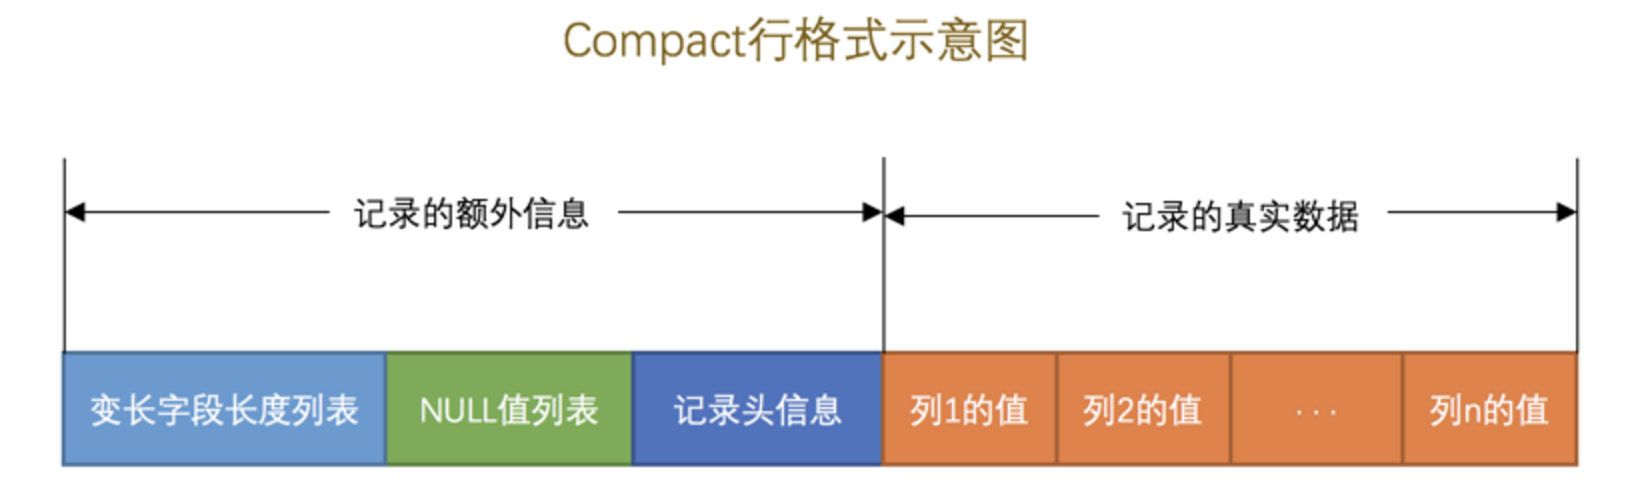 Compact行格式示意图
记录的额外信息
记录的真实数据
变长字段长度列表
NULL值列表
记录头信息
列1的值
列2的值
...
列n的值